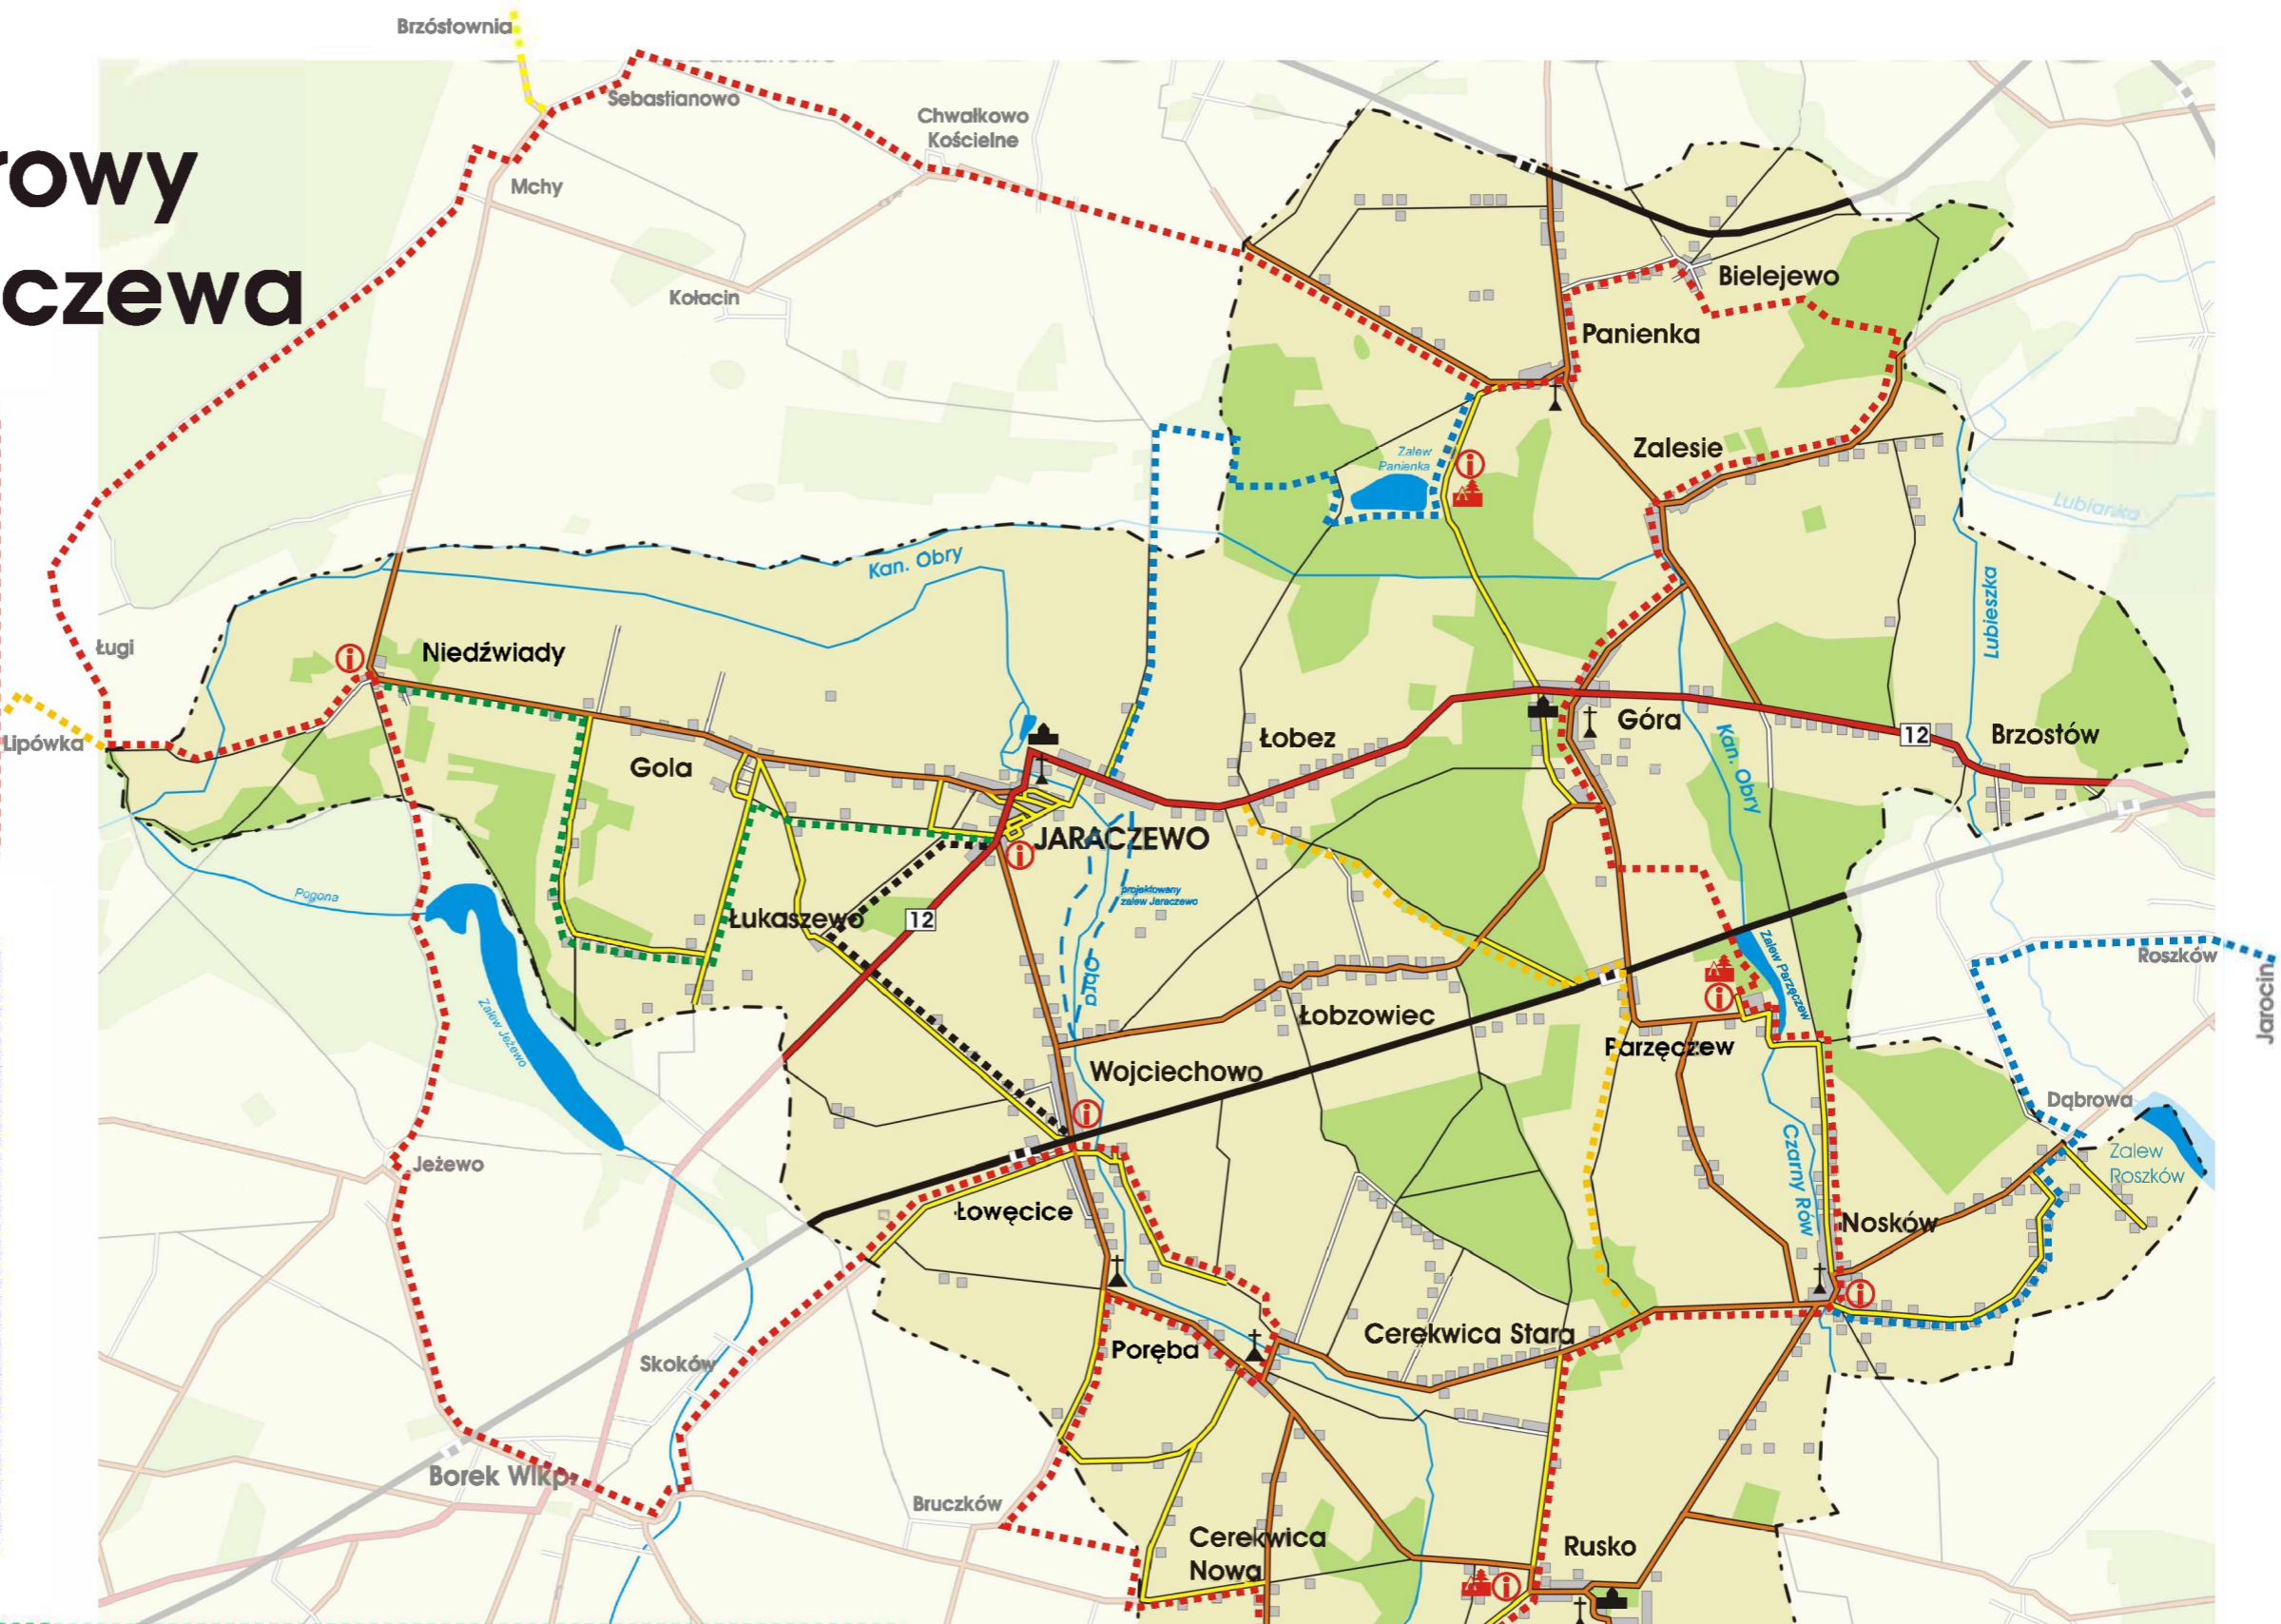 Brzóstownia
Sebastianowo
Chwałkowo
Kościelne
rowy
Mchy
czewa
Kołacin
Bielejewo
Panienka
Zalesie
Zalew
Panienka
Lubianka
Kan. Obry
Lubieszka
Ługi
Niedźwiady
Lipówka
Gola
Łobez
Góra
Kan. Obry
12
Brzostów
JARACZEWO
Pogona
projektowany
zalew Jaraczewo
Łukaszewo
12
Obra
Zalew Parzęczew
Roszków
Jarocin
Zalew Jeżewo
Łobzowiec
Parzęczew
Wojciechowo
Dąbrowa
Zalew
Roszków
Jeżewo
Czarny Rów
Łowęcice
Nosków
Poręba
Cerekwica Stara
Skoków
Borek Wlkp.
Bruczków
Cerekwica
Nowa
Rusko